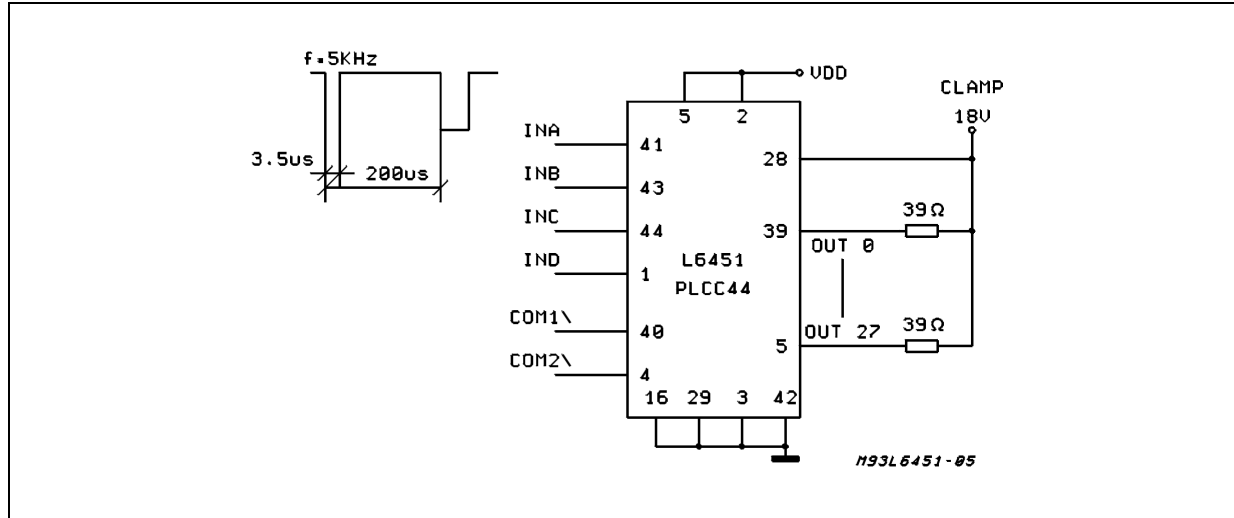 f=5KHz
3.5us
200us
INA
INB
INC
IND
COM1\
COM2\
41
43
44
1
40
4
5 2
VDD
L6451
PLCC44
28
39
5
16 29 3 42
CLAMP
18V
39Ω
OUT 0
OUT 27
39Ω
M93L6451-05